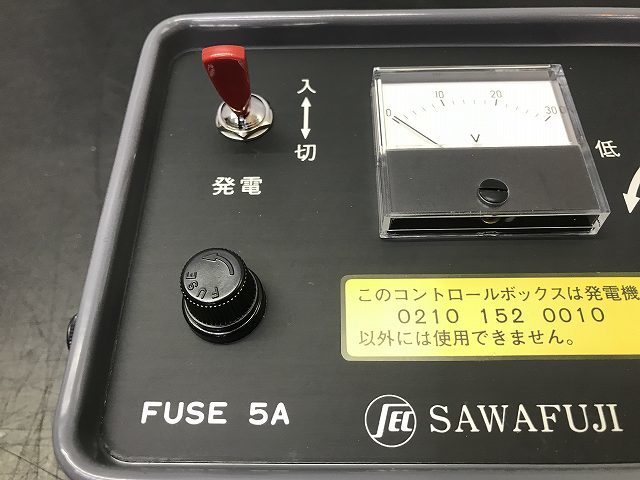 入
切
発電
0 10 20 30
V
低
FUSE
このコントロールボックスは発電機
0210 152 0010
以外には使用できません。
FUSE 5A
SEC SAWAFUJI